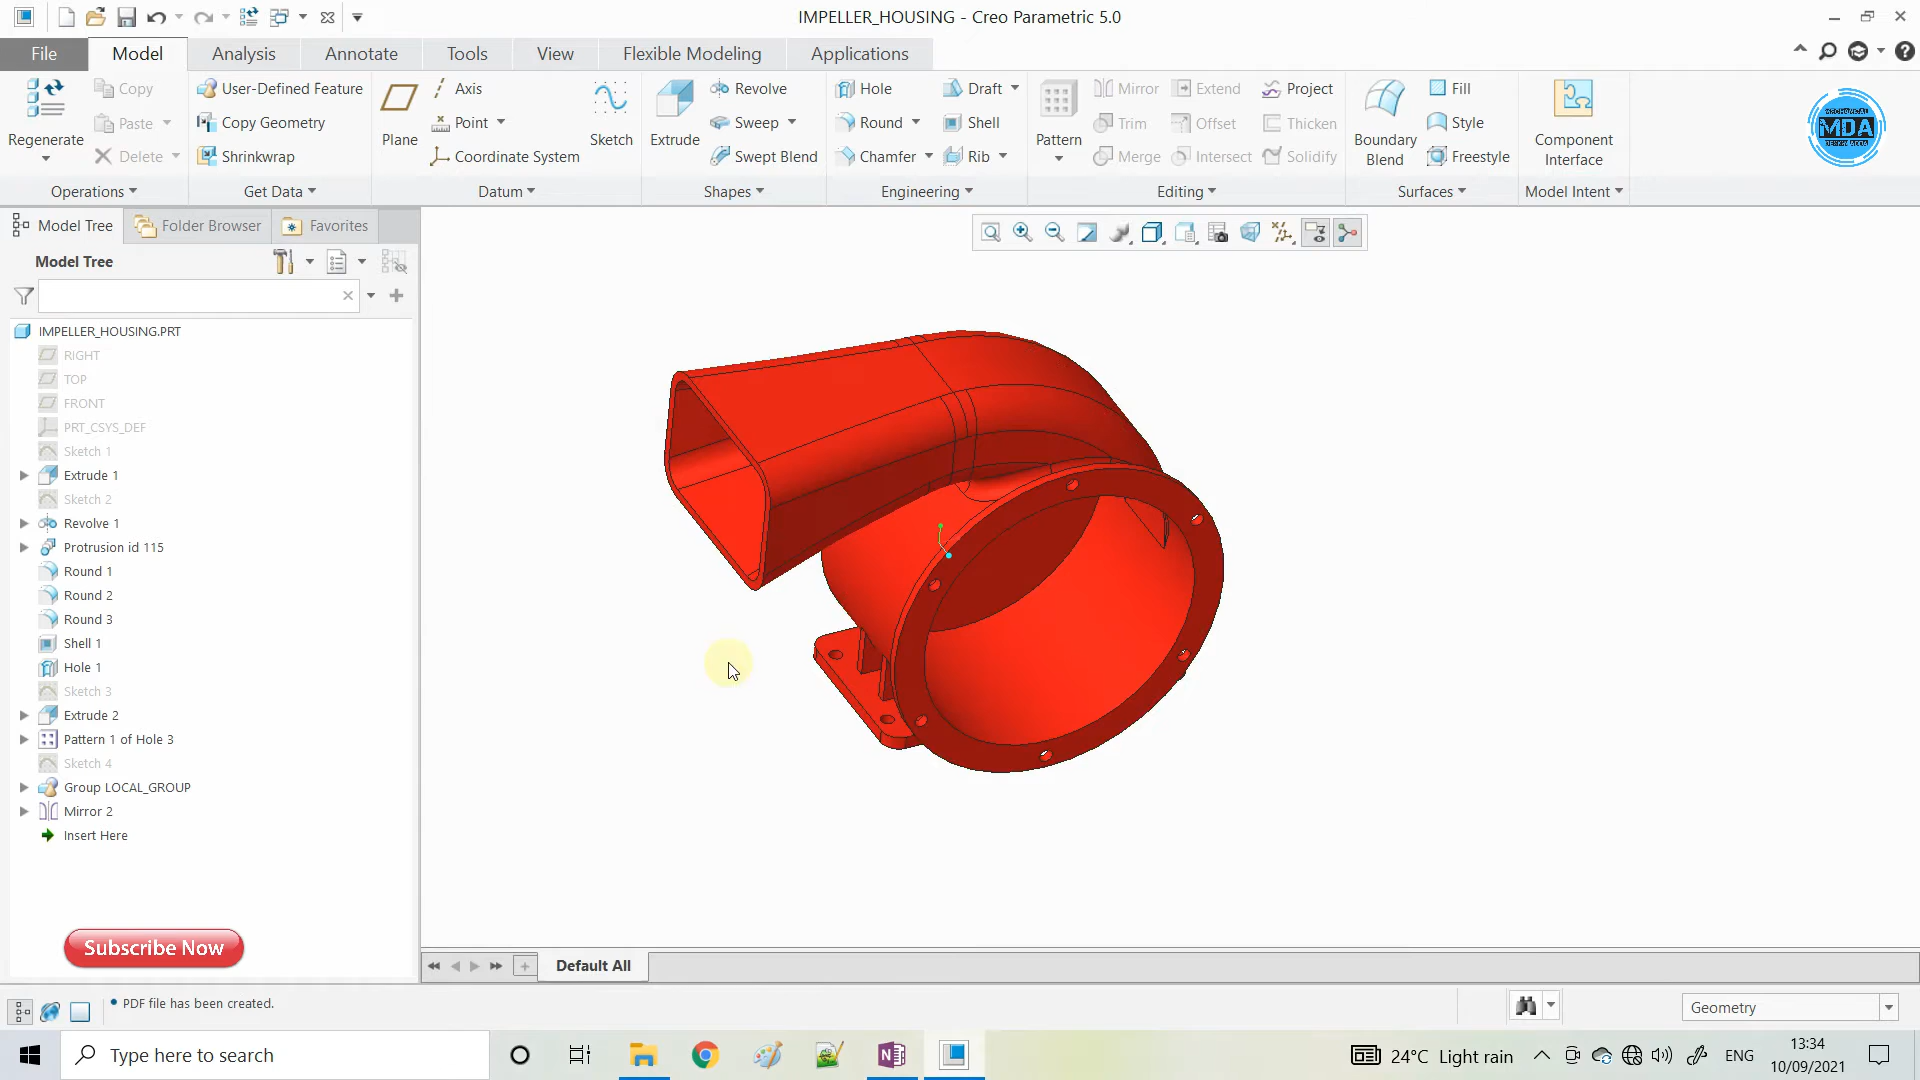 IMPELLER_HOUSING - Creo Parametric 5.0
File Model Analysis Annotate Tools View Flexible Modeling Applications
Regenerate
Copy
Paste
Delete
Operations
User-Defined Feature
Copy Geometry
Shrinkwrap
Get Data
Plane
Axis
Point
Coordinate System
Sketch
Datum
Extrude
Revolve
Sweep
Swept Blend
Shapes
Hole
Round
Chamfer
Draft
Shell
Rib
Engineering
Pattern
Mirror
Trim
Merge
Extend
Offset
Intersect
Project
Thicken
Solidify
Editing
Boundary
Blend
Fill
Style
Freestyle
Surfaces
Component
Interface
Model Intent
MECHANICAL
MDA
DESIGN ADDA
Model Tree Folder Browser Favorites
Model Tree
IMPELLER_HOUSING.PRT
RIGHT
TOP
FRONT
PRT_CSYS_DEF
Sketch 1
Extrude 1
Sketch 2
Revolve 1
Protrusion id 115
Round 1
Round 2
Round 3
Shell 1
Hole 1
Sketch 3
Extrude 2
Pattern 1 of Hole 3
Sketch 4
Group LOCAL_GROUP
Mirror 2
Insert Here
Subscribe Now
Default All
PDF file has been created.
Geometry
Type here to search
24°C Light rain
ENG
13:34
10/09/2021